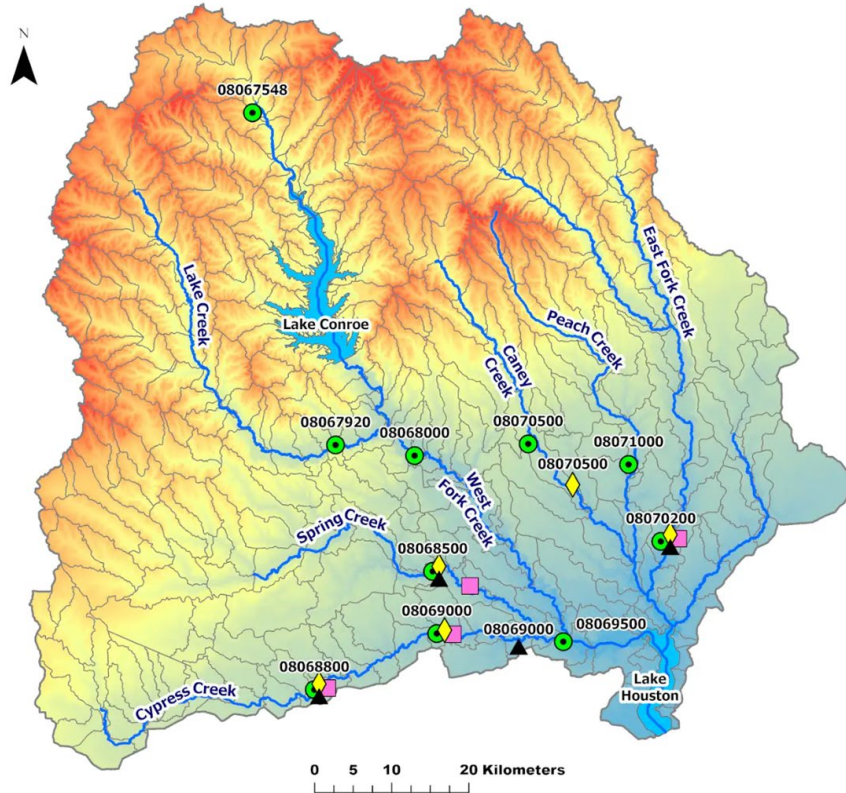 N
08067548
Lake Creek
Lake Conroe
East Fork Creek
Peach Creek
Caney
Creek
08067920
08068000
08070500
08071000
08070500
West
Fork Creek
08070200
Spring Creek
08068500
08069000
08069000
08069500
08068800
Cypress Creek
Lake
Houston
0 5 10 20 Kilometers